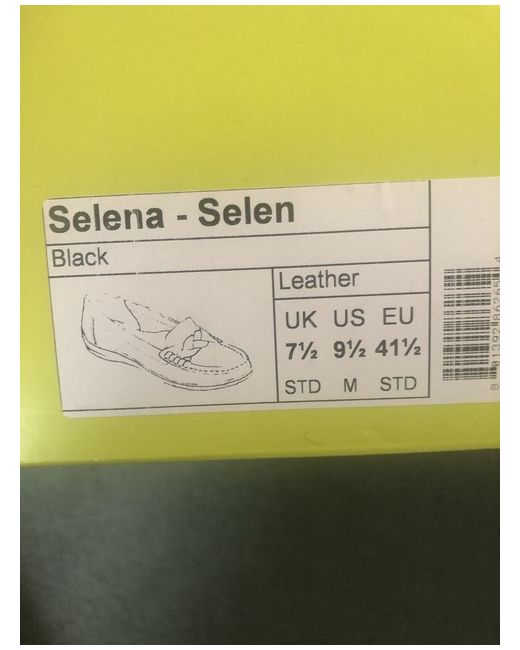 Selena - Selen
Black
Leather
UK US EU
7½ 9½ 41½
STD M STD